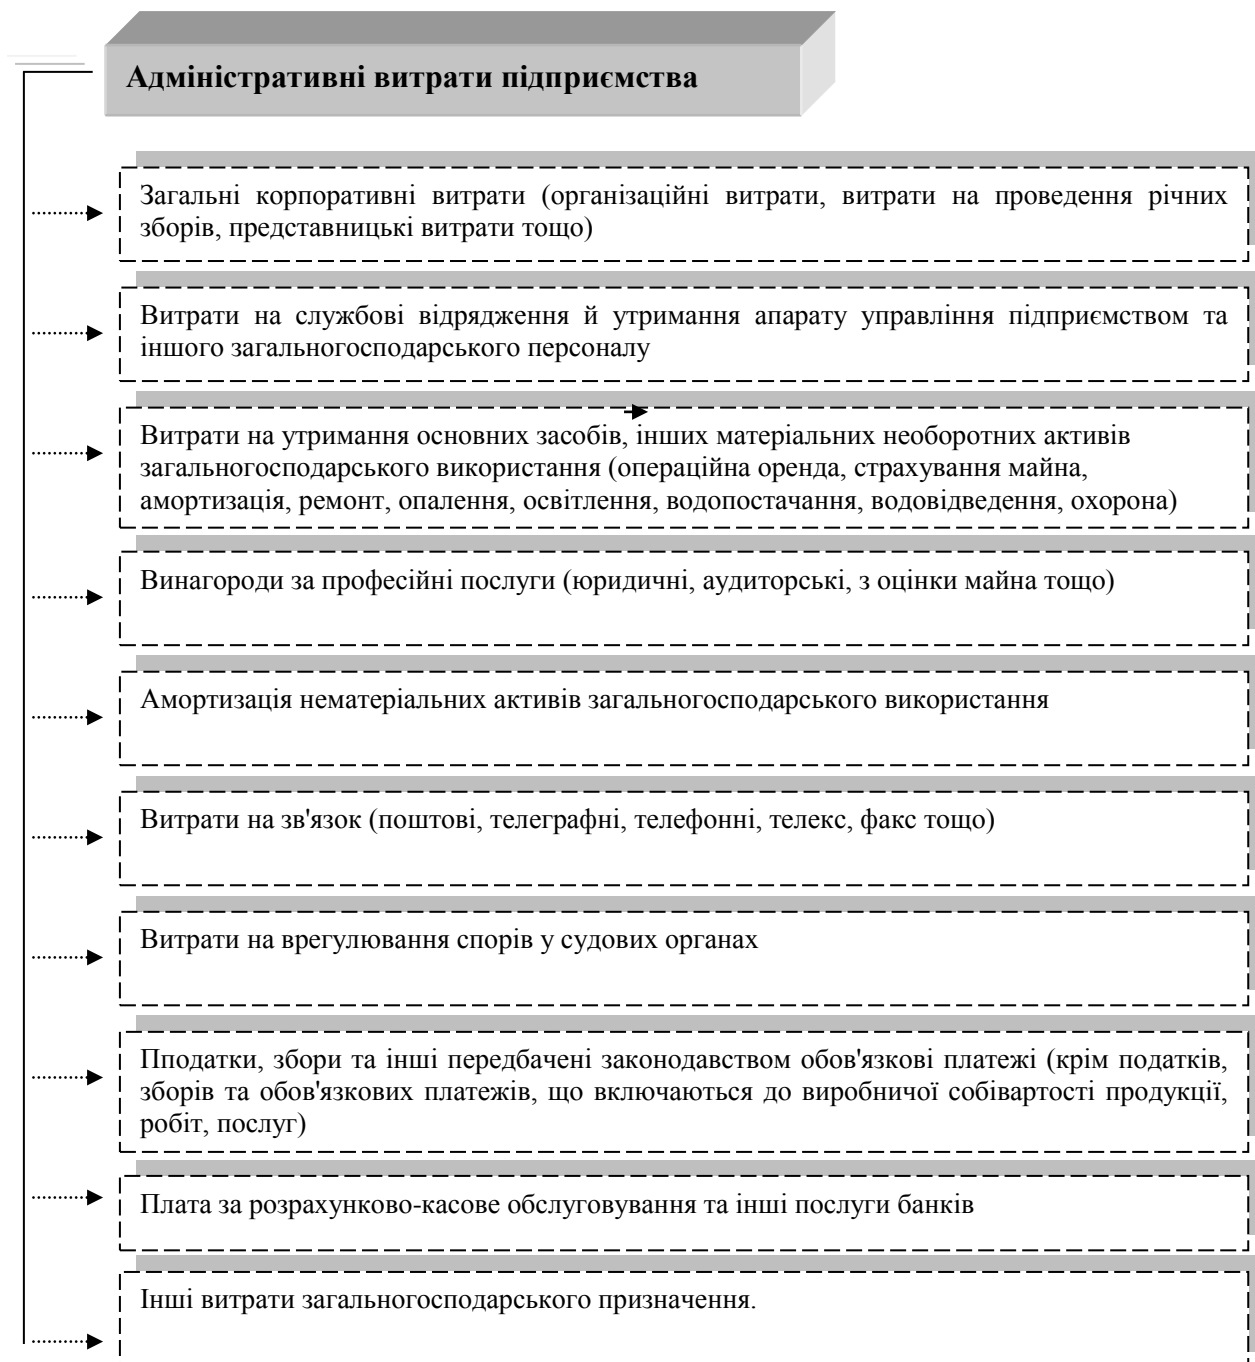 Адміністративні витрати підприємства
Загальні корпоративні витрати (організаційні витрати, витрати на проведення річних
зборів, представницькі витрати тощо)
Витрати на службові відрядження й утримання апарату управління підприємством та
іншого загальногосподарського персоналу
Витрати на утримання основних засобів, інших матеріальних необоротних активів
загальногосподарського використання (операційна оренда, страхування майна,
амортизація, ремонт, опалення, освітлення, водопостачання, водовідведення, охорона)
Винагороди за професійні послуги (юридичні, аудиторські, з оцінки майна тощо)
Амортизація нематеріальних активів загальногосподарського використання
Витрати на зв'язок (поштові, телеграфні, телефонні, телекс, факс тощо)
Витрати на врегулювання спорів у судових органах
Пподатки, збори та інші передбачені законодавством обов'язкові платежі (крім податків,
зборів та обов'язкових платежів, що включаються до виробничої собівартості продукції,
робіт, послуг)
Плата за розрахунково-касове обслуговування та інші послуги банків
Інші витрати загальногосподарського призначення.